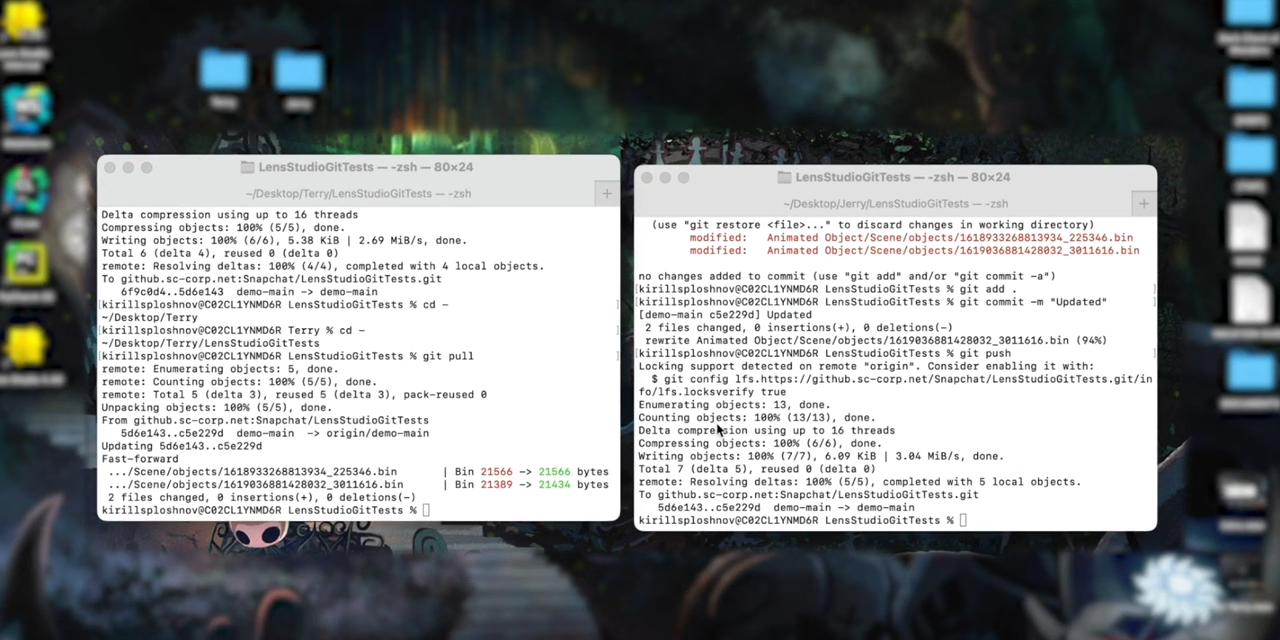 LensStudioGitTests — -zsh — 80×24
~/Desktop/Terry/LensStudioGitTests — -zsh
Delta compression using up to 16 threads
Compressing objects: 100% (5/5), done.
Writing objects: 100% (6/6), 5.38 KiB | 2.69 MiB/s, done.
Total 6 (delta 4), reused 0 (delta 0)
remote: Resolving deltas: 100% (4/4), completed with 4 local objects.
To github.sc-corp.net:Snapchat/LensStudioGitTests.git
6f9c0d4..5d6e143  demo-main -> demo-main
kirillsploshnov@C02CL1YNMD6R LensStudioGitTests % cd -
~/Desktop/Terry
kirillsploshnov@C02CL1YNMD6R Terry % cd -
~/Desktop/Terry/LensStudioGitTests
kirillsploshnov@C02CL1YNMD6R LensStudioGitTests % git pull
remote: Enumerating objects: 5, done.
remote: Counting objects: 100% (5/5), done.
remote: Total 5 (delta 3), reused 5 (delta 3), pack-reused 0
Unpacking objects: 100% (5/5), done.
From github.sc-corp.net:Snapchat/LensStudioGitTests
5d6e143..c5e229d  demo-main  -> origin/demo-main
Updating 5d6e143..c5e229d
Fast-forward
.../Scene/objects/1618933268813934_225346.bin | Bin 21566 -> 21566 bytes
.../Scene/objects/1619036881428032_3011616.bin | Bin 21389 -> 21434 bytes
2 files changed, 0 insertions(+), 0 deletions(-)
kirillsploshnov@C02CL1YNMD6R LensStudioGitTests %
LensStudioGitTests — -zsh — 80×24
~/Desktop/Jerry/LensStudioGitTests — -zsh
(use "git restore <file>..." to discard changes in working directory)
modified:   Animated Object/Scene/objects/1618933268813934_225346.bin
modified:   Animated Object/Scene/objects/1619036881428032_3011616.bin
no changes added to commit (use "git add" and/or "git commit -a")
kirillsploshnov@C02CL1YNMD6R LensStudioGitTests % git add .
kirillsploshnov@C02CL1YNMD6R LensStudioGitTests % git commit -m "Updated"
[demo-main c5e229d] Updated
2 files changed, 0 insertions(+), 0 deletions(-)
rewrite Animated Object/Scene/objects/1619036881428032_3011616.bin (94%)
kirillsploshnov@C02CL1YNMD6R LensStudioGitTests % git push
Locking support detected on remote "origin". Consider enabling it with:
$ git config lfs.https://github.sc-corp.net/Snapchat/LensStudioGitTests.git/in
fo/lfs.locksverify true
Enumerating objects: 13, done.
Counting objects: 100% (13/13), done.
Delta compression using up to 16 threads
Compressing objects: 100% (6/6), done.
Writing objects: 100% (7/7), 6.09 KiB | 3.04 MiB/s, done.
Total 7 (delta 5), reused 0 (delta 0)
remote: Resolving deltas: 100% (5/5), completed with 5 local objects.
To github.sc-corp.net:Snapchat/LensStudioGitTests.git
5d6e143..c5e229d  demo-main -> demo-main
kirillsploshnov@C02CL1YNMD6R LensStudioGitTests %